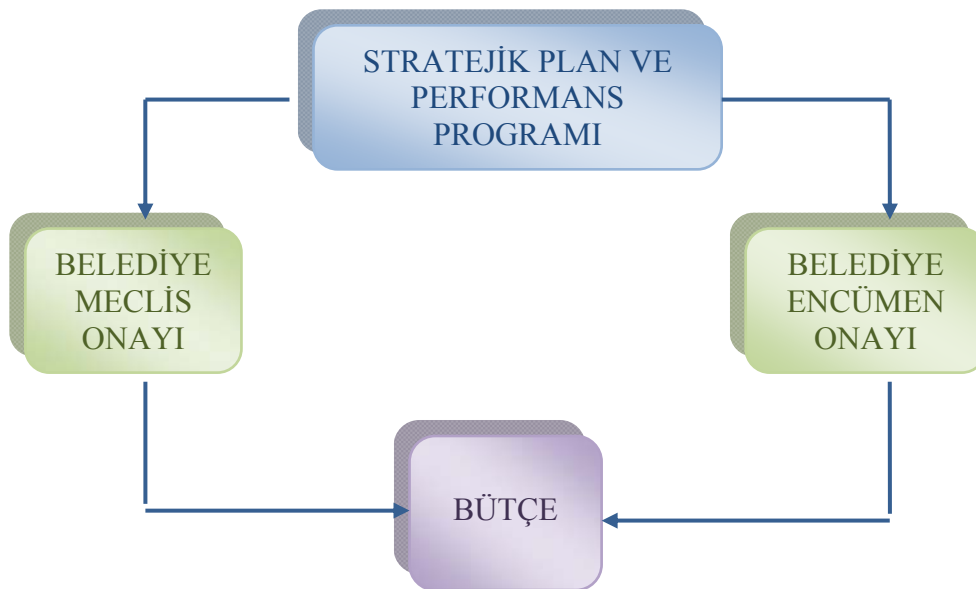 STRATEJİK PLAN VE
PERFORMANS
PROGRAMI
BELEDİYE
MECLİS
ONAYI
BELEDİYE
ENCÜMEN
ONAYI
BÜTÇE